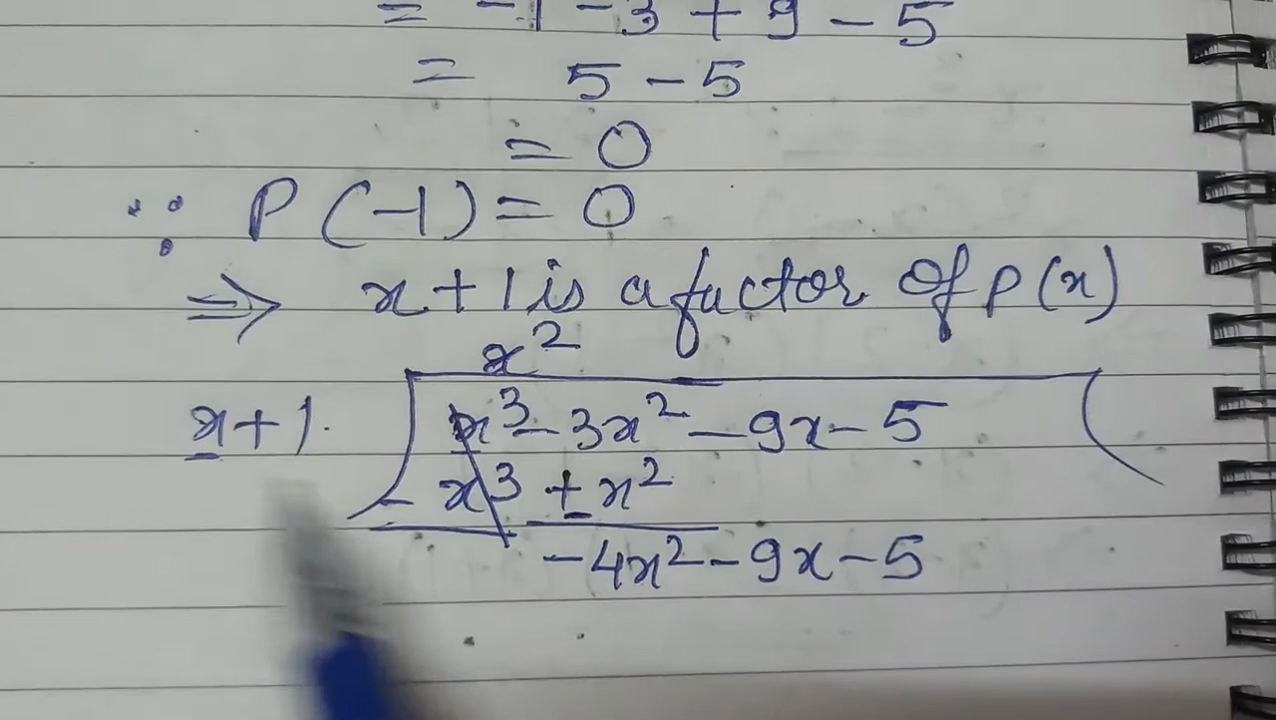 = -1 - 3 + 9 - 5
= 5 - 5
= 0
∵ P(-1) = 0
⇒ x + 1 is a factor of p(x)
x²
x + 1 x³ - 3x² - 9x - 5
- x³ ± x²
-4x² - 9x - 5